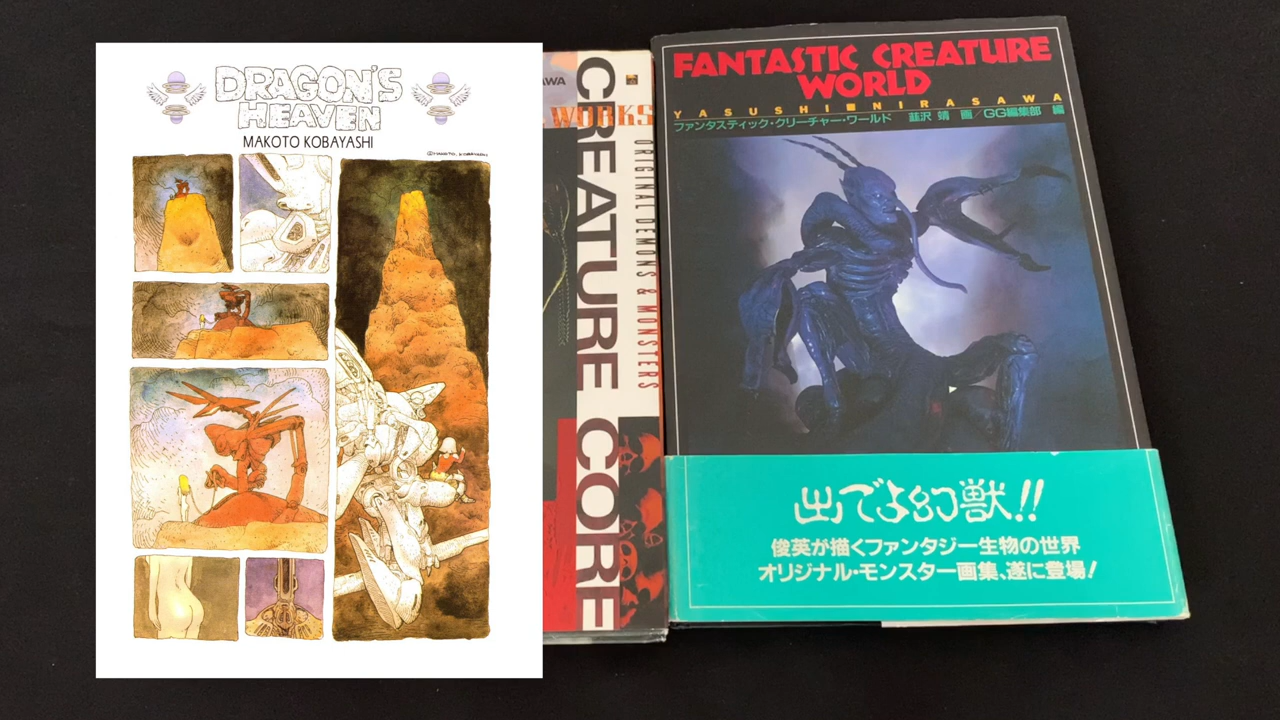 DRAGON'S
HEAVEN
MAKOTO KOBAYASHI
©MAKOTO. KOBAYASHI
AWA
WORKS
CREATURE CORE
ORIGINAL DEMONS & MONSTERS
FANTASTIC CREATURE
WORLD
YASUSHI NIRASAWA
ファンタスティック・クリーチャー・ワールド 韮沢 靖 画/GG編集部 編
出でよ幻獣!!
俊英が描くファンタジー生物の世界
オリジナル・モンスター画集、遂に登場!